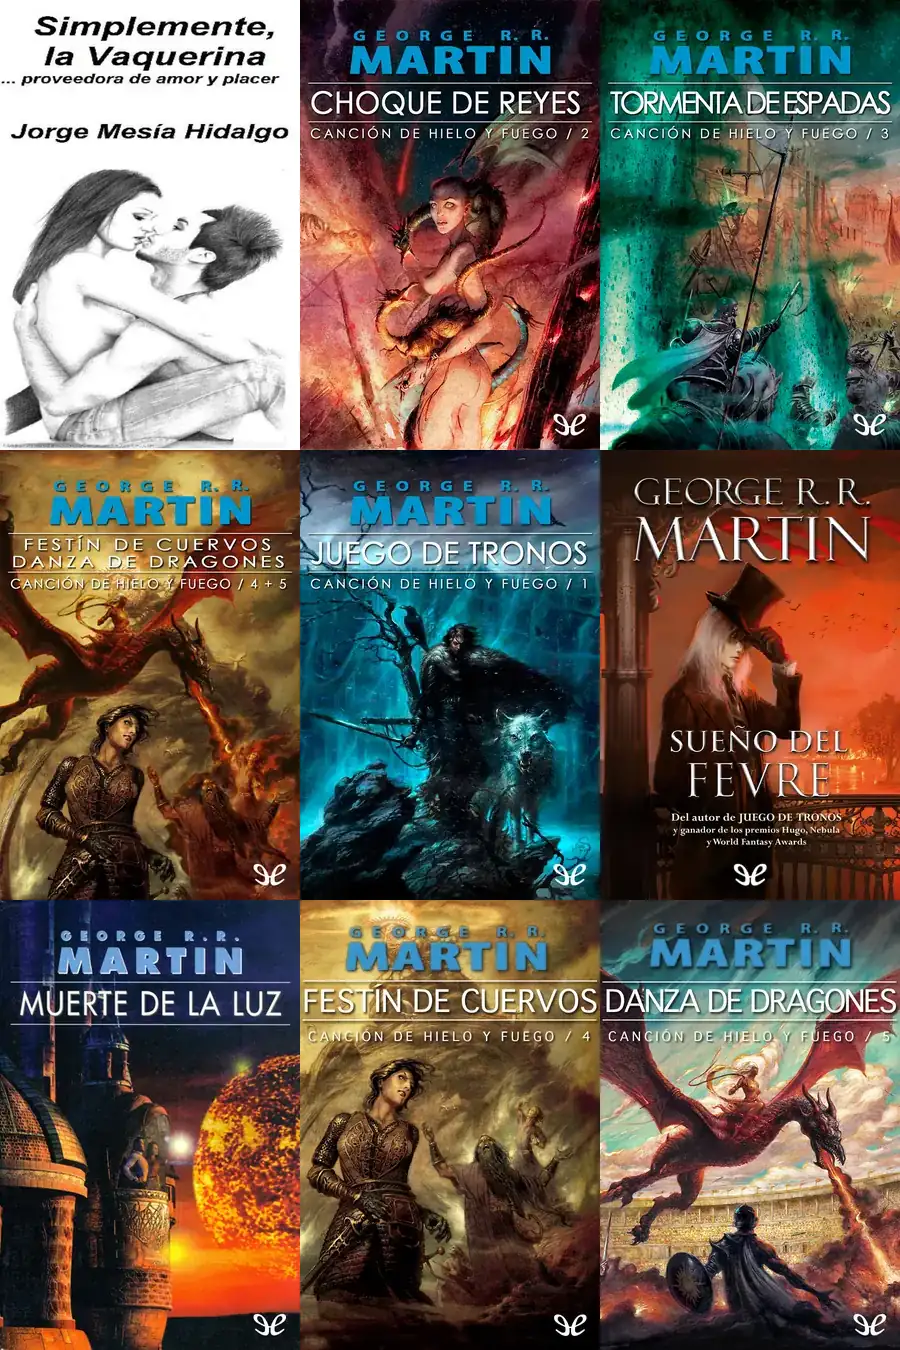 Simplemente,
la Vaquerina
... proveedora de amor y placer
Jorge Mesía Hidalgo
GEORGE R. R.
MARTIN
CHOQUE DE REYES
CANCIÓN DE HIELO Y FUEGO / 2
GEORGE R. R.
MARTIN
TORMENTA DE ESPADAS
CANCIÓN DE HIELO Y FUEGO / 3
GEORGE R. R.
MARTIN
FESTÍN DE CUERVOS
DANZA DE DRAGONES
CANCIÓN DE HIELO Y FUEGO / 4 + 5
GEORGE R. R.
MARTIN
JUEGO DE TRONOS
CANCIÓN DE HIELO Y FUEGO / 1
GEORGE R. R.
MARTIN
SUEÑO DEL
FEVRE
Del autor de JUEGO DE TRONOS
y ganador de los premios Hugo, Nebula
y World Fantasy Awards
GEORGE R. R.
MARTIN
MUERTE DE LA LUZ
GEORGE R. R.
MARTIN
FESTÍN DE CUERVOS
CANCIÓN DE HIELO Y FUEGO / 4
GEORGE R. R.
MARTIN
DANZA DE DRAGONES
CANCIÓN DE HIELO Y FUEGO / 5